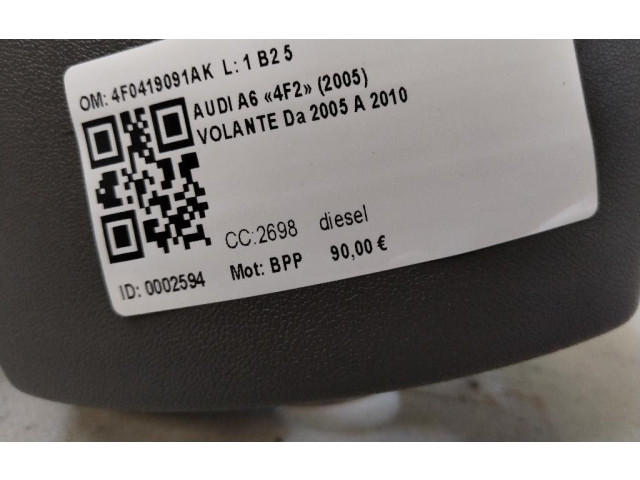 OM: 4F0419091AK L: 1 B2 5
AUDI A6 «4F2» (2005)
VOLANTE Da 2005 A 2010
CC:2698 diesel
ID: 0002594 Mot: BPP 90,00 €